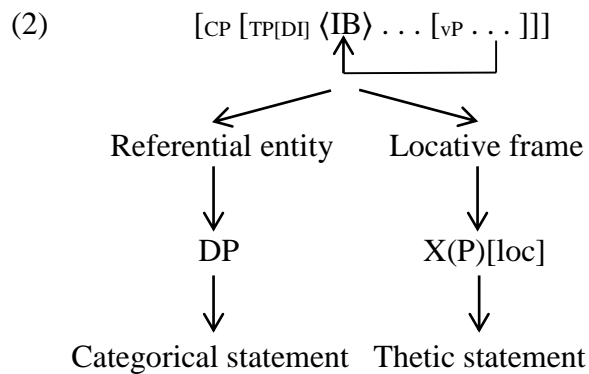 (2) [CP [TP[DI] ⟨IB⟩ . . . [vP . . . ]]]
Referential entity Locative frame
DP X(P)[loc]
Categorical statement Thetic statement